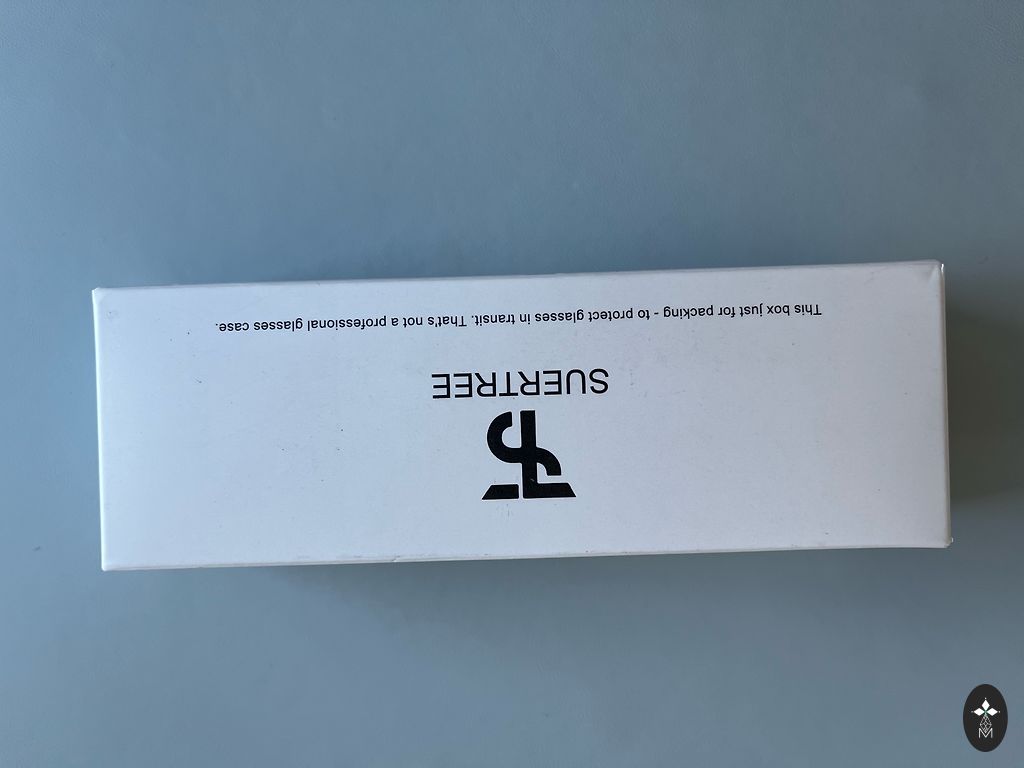 SUERTREE
This box just for packing - to protect glasses in transit. That's not a professional glasses case.
M